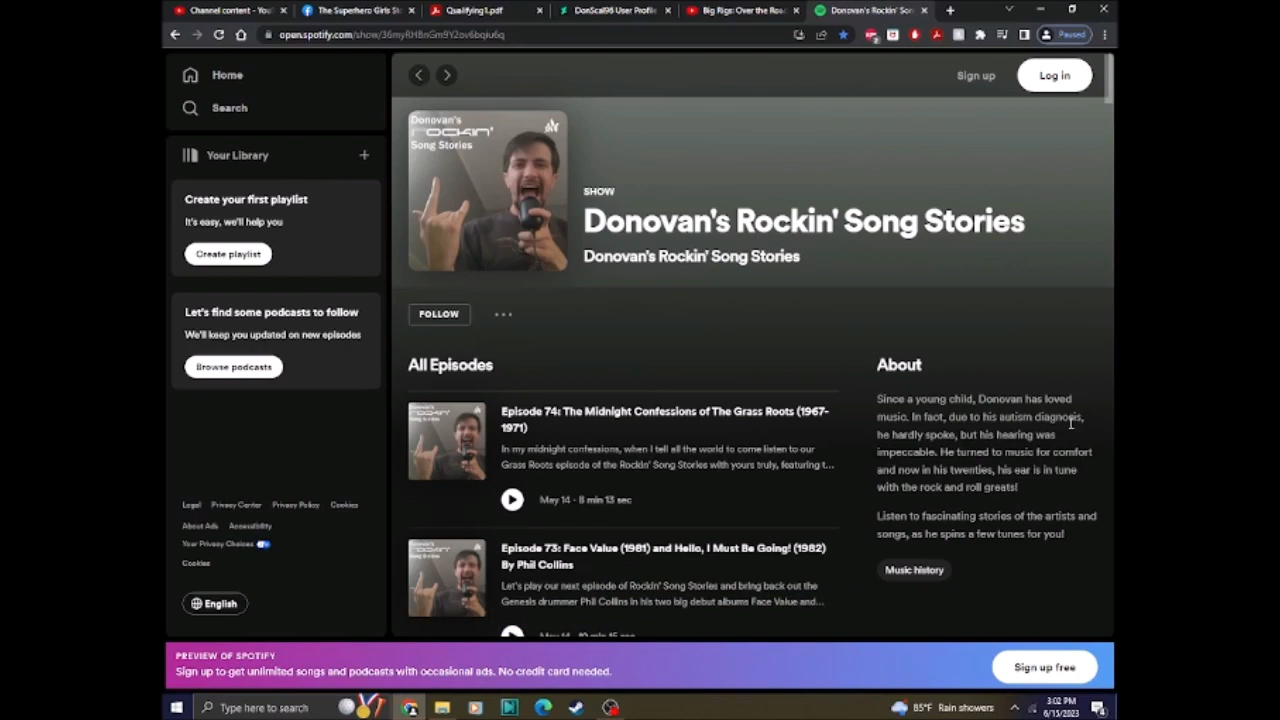 Channel content - You
The Superhero Girls St
Qualifying1.pdf
DonScal96 User Profile
Big Rigs: Over the Roa
Donovan's Rockin' Song
Paused
Home
Search
Your Library
Create your first playlist
It's easy, we'll help you
Create playlist
Let's find some podcasts to follow
We'll keep you updated on new episodes
Browse podcasts
Legal Privacy Center Privacy Policy Cookies
About Ads Accessibility
Your Privacy Choices
Cookies
English
Sign up
Log in
Donovan's
rockin'
Song Stories
SHOW
Donovan's Rockin' Song Stories
Donovan's Rockin' Song Stories
FOLLOW
All Episodes
Episode 74: The Midnight Confessions of The Grass Roots (1967-
1971)
In my midnight confessions, when I tell all the world to come listen to our
Grass Roots episode of the Rockin' Song Stories with yours truly, featuring t...
May 14 · 8 min 13 sec
Episode 73: Face Value (1981) and Hello, I Must Be Going! (1982)
By Phil Collins
Let's play our next episode of Rockin' Song Stories and bring back out the
Genesis drummer Phil Collins in his two big debut albums Face Value and...
About
Since a young child, Donovan has loved
music. In fact, due to his autism diagnosis,
he hardly spoke, but his hearing was
impeccable. He turned to music for comfort
and now in his twenties, his ear is in tune
with the rock and roll greats!
Listen to fascinating stories of the artists and
songs, as he spins a few tunes for you!
Music history
PREVIEW OF SPOTIFY
Sign up to get unlimited songs and podcasts with occasional ads. No credit card needed.
Sign up free
Type here to search
85°F Rain showers
3:02 PM
6/15/2023